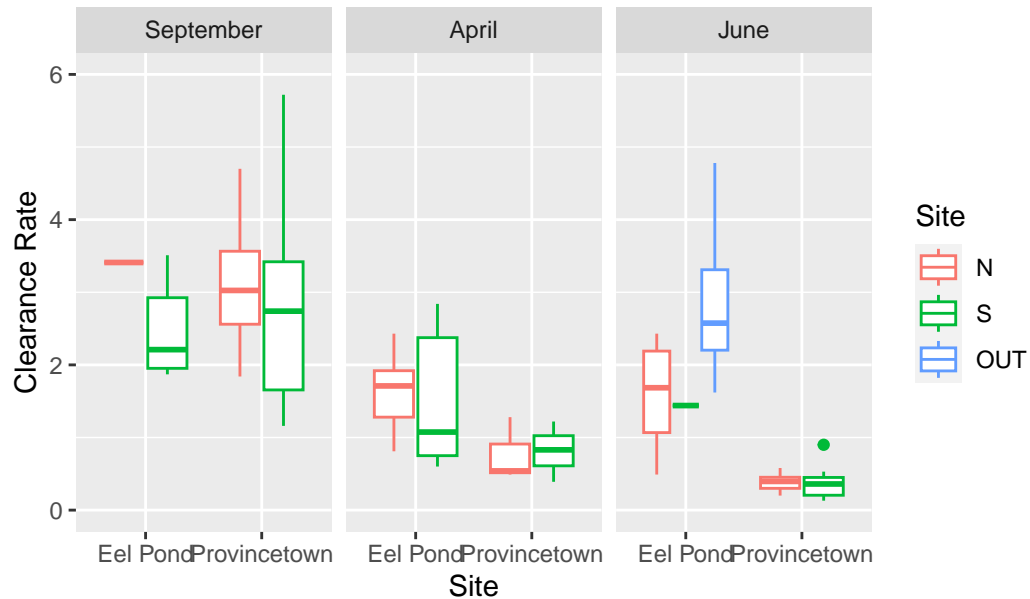 September
April
June
6
4
2
0
Clearance Rate
Eel Pond
Provincetown
Eel Pond
Provincetown
Eel Pond
Provincetown
Site
Site
N
S
OUT